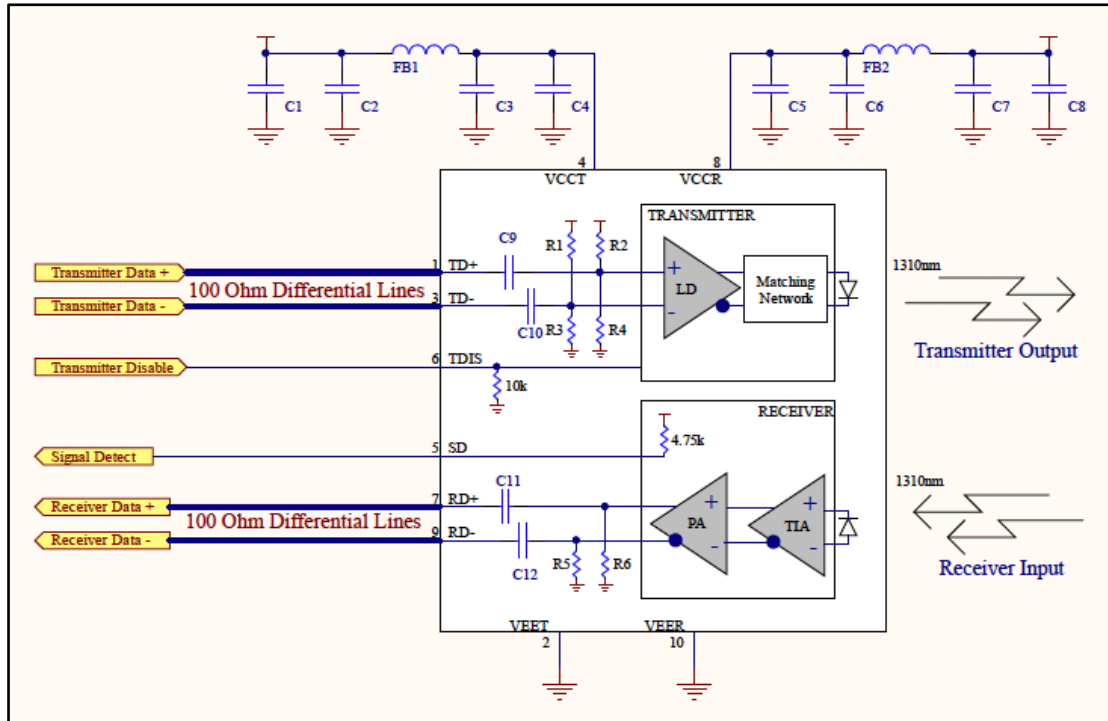 FB1
FB2
C1
C2
C3
C4
C5
C6
C7
C8
4
8
VCCT
VCCR
TRANSMITTER
C9
R1
R2
Transmitter Data +
1
TD+
+
1310nm
100 Ohm Differential Lines
LD
Matching
Network
Transmitter Data -
3
TD-
-
C10
R3
R4
Transmitter Output
6
TDIS
Transmitter Disable
10k
RECEIVER
4.75k
5
SD
Signal Detect
C11
1310nm
Receiver Data +
7
RD+
+
+
100 Ohm Differential Lines
PA
TIA
Receiver Data -
9
RD-
-
-
C12
R5
R6
Receiver Input
VEET
VEER
2
10